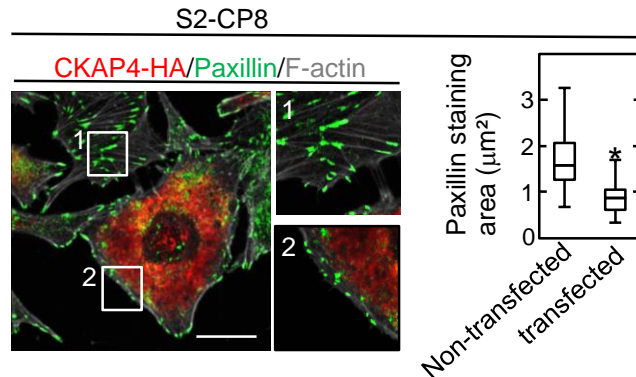 S2-CP8
CKAP4-HA/Paxillin/F-actin
1
2
1
2
Paxillin staining
area (μm²)
3
2
1
0
*
Non-transfected
transfected